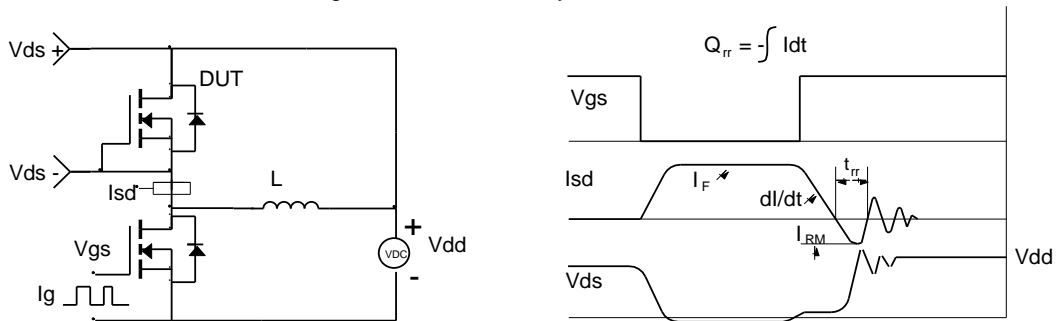 Vds +
DUT
Vds -
Isd
L
Vgs
Ig
+
VDC
-
Vdd
Qrr = -∫ Idt
Vgs
Isd
IF
dI/dt
trr
IRM
Vdd
Vds